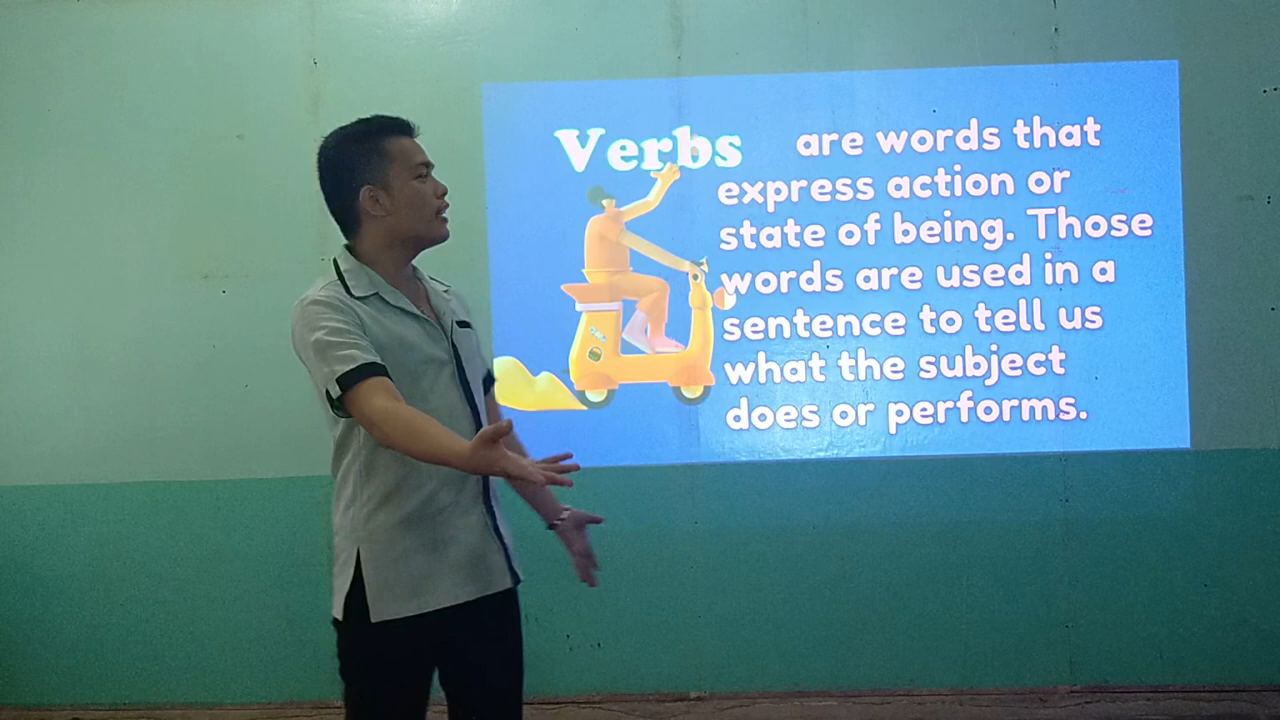 Verbs are words that
express action or
state of being. Those
words are used in a
sentence to tell us
what the subject
does or performs.